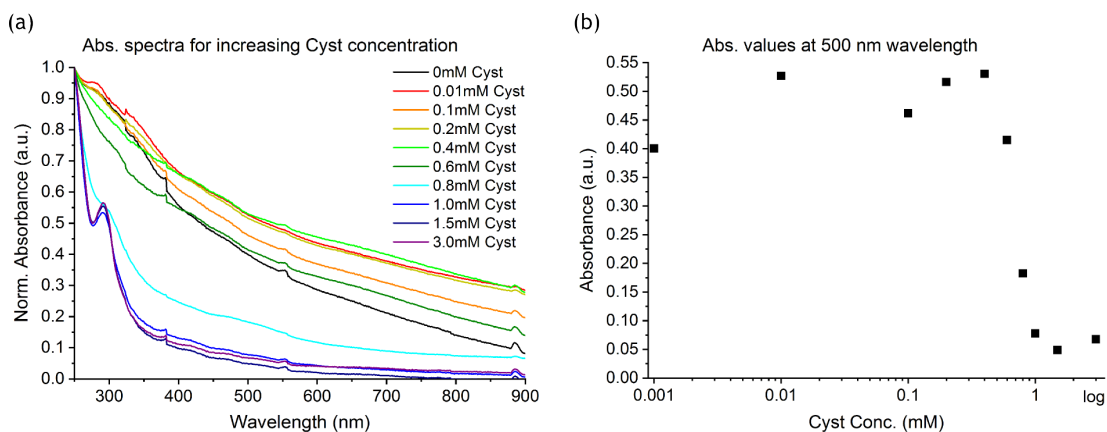 (a)
Abs. spectra for increasing Cyst concentration
Norm. Absorbance (a.u.)
1.0
0.9
0.8
0.7
0.6
0.5
0.4
0.3
0.2
0.1
0.0
300 400 500 600 700 800 900
Wavelength (nm)
0mM Cyst
0.01mM Cyst
0.1mM Cyst
0.2mM Cyst
0.4mM Cyst
0.6mM Cyst
0.8mM Cyst
1.0mM Cyst
1.5mM Cyst
3.0mM Cyst
(b)
Abs. values at 500 nm wavelength
Absorbance (a.u.)
0.55
0.50
0.45
0.40
0.35
0.30
0.25
0.20
0.15
0.10
0.05
0.00
0.001 0.01 0.1 1 log
Cyst Conc. (mM)